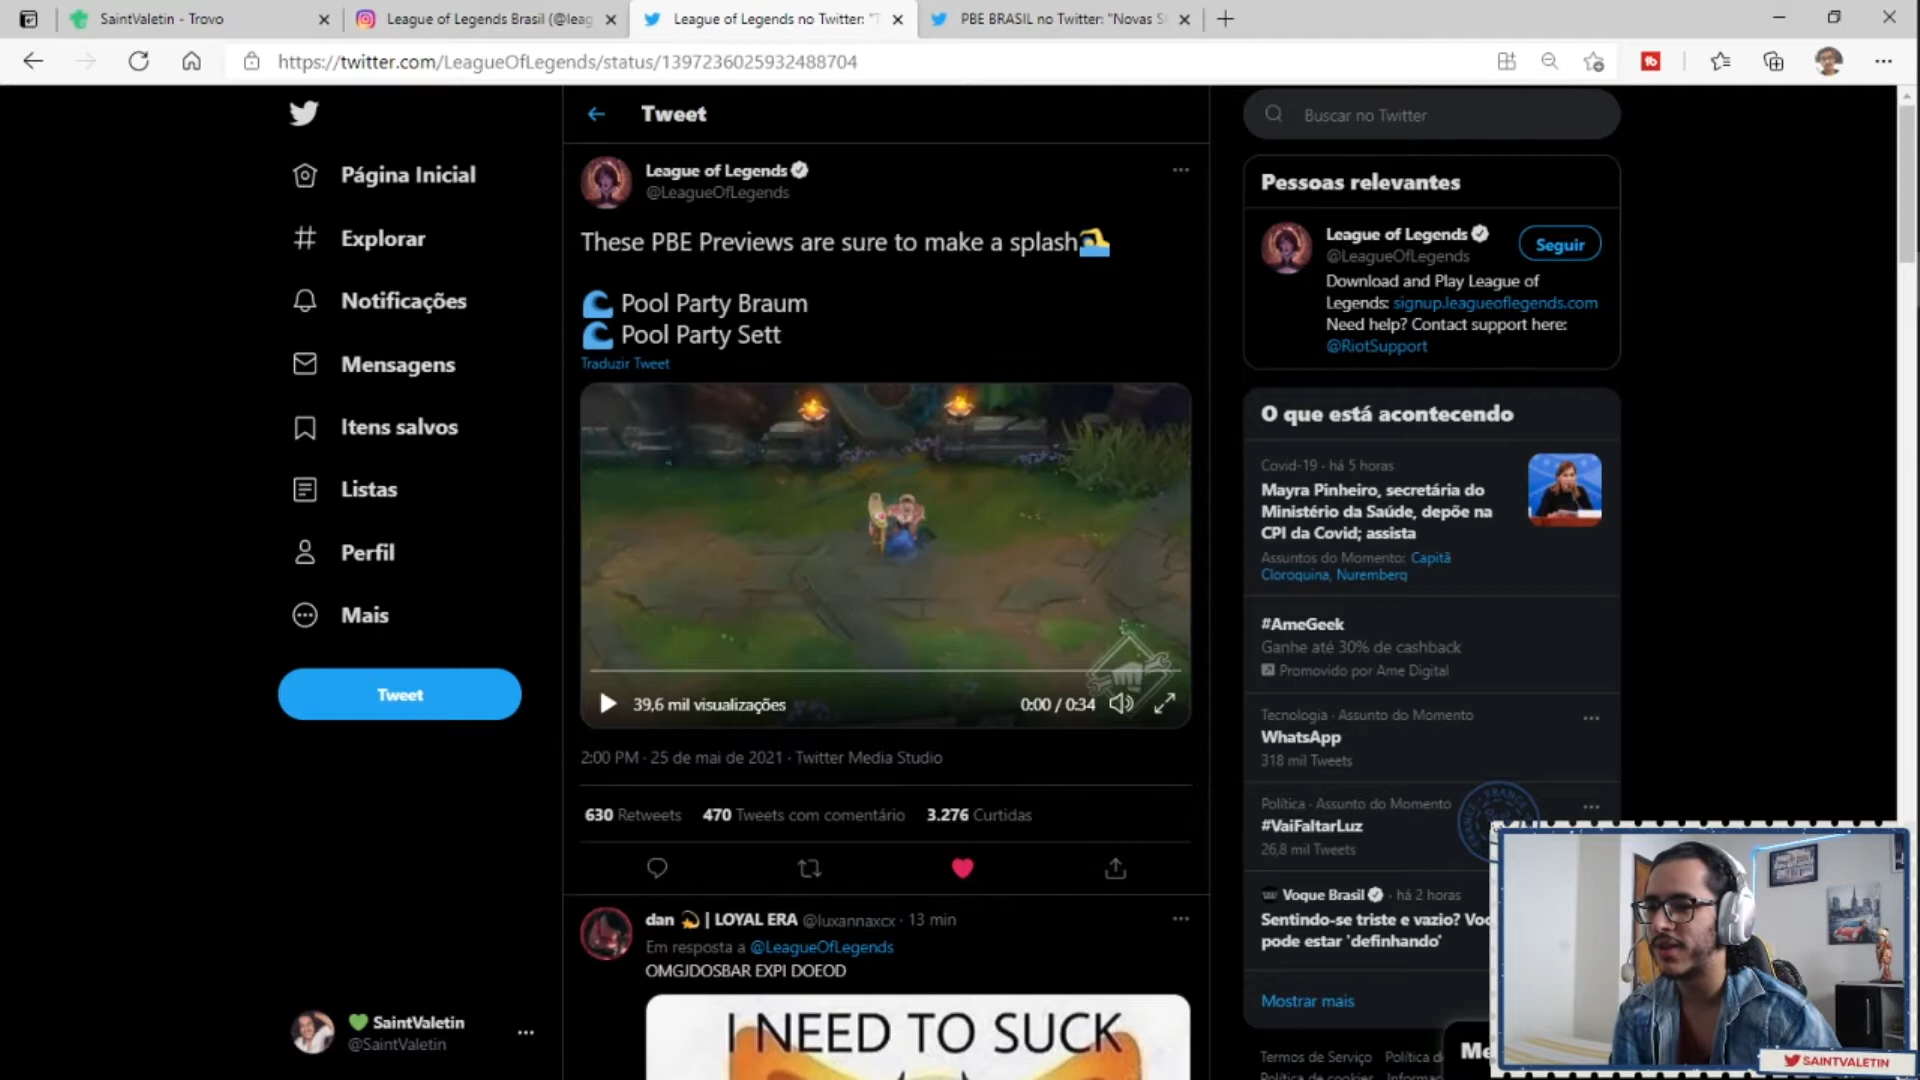 SaintValetin - Trovo
League of Legends Brasil (@leag
League of Legends no Twitter: "T
PBE BRASIL no Twitter: "Novas S
https://twitter.com/LeagueOfLegends/status/1397236025932488704
Página Inicial
Explorar
Notificações
Mensagens
Itens salvos
Listas
Perfil
Mais
Tweet
SaintValetin
@SaintValetin
Tweet
League of Legends
@LeagueOfLegends
These PBE Previews are sure to make a splash
Pool Party Braum
Pool Party Sett
Traduzir Tweet
39,6 mil visualizações
0:00 / 0:34
2:00 PM · 25 de mai de 2021 · Twitter Media Studio
630 Retweets 470 Tweets com comentário 3.276 Curtidas
dan | LOYAL ERA @luxannaxcx · 13 min
Em resposta a @LeagueOfLegends
OMGJDOSBAR EXPI DOEOD
I NEED TO SUCK
Buscar no Twitter
Pessoas relevantes
League of Legends
@LeagueOfLegends
Seguir
Download and Play League of
Legends: signup.leagueoflegends.com
Need help? Contact support here:
@RiotSupport
O que está acontecendo
Covid-19 · há 5 horas
Mayra Pinheiro, secretária do
Ministério da Saúde, depõe na
CPI da Covid; assista
Assuntos do Momento: Capitã
Cloroquina, Nuremberg
#AmeGeek
Ganhe até 30% de cashback
Promovido por Ame Digital
Tecnologia · Assunto do Momento
WhatsApp
318 mil Tweets
Política · Assunto do Momento
#VaiFaltarLuz
26,8 mil Tweets
Vogue Brasil · há 2 horas
Sentindo-se triste e vazio? Voc
pode estar 'definhando'
Mostrar mais
Termos de Serviço Política d
Política de cookies Informac
Me
FRANCE
SAINTVALETIN